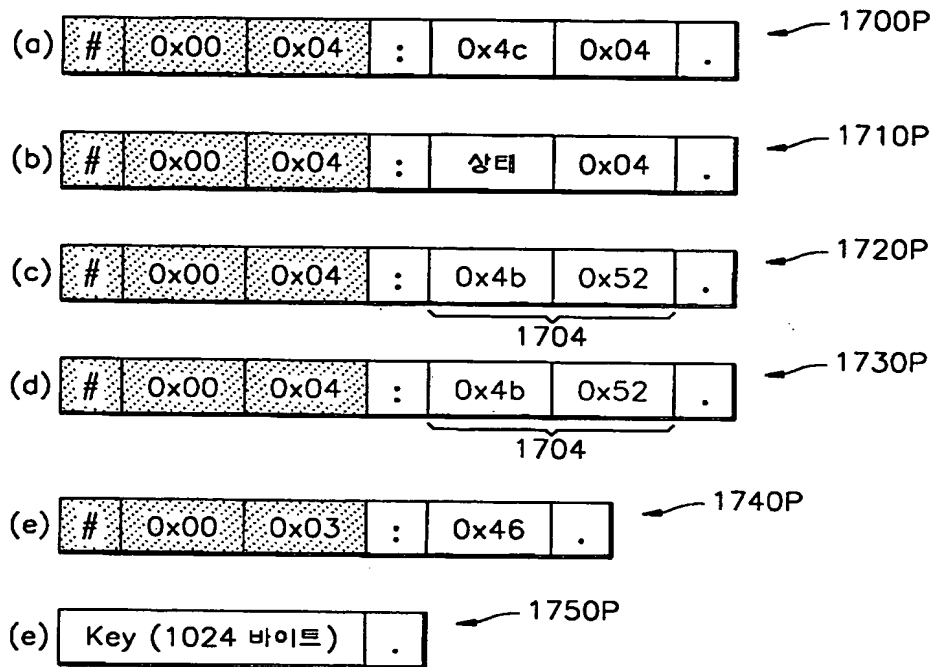 (a) # 0x00 0x04 : 0x4c 0x04 . 1700P
(b) # 0x00 0x04 : 상태 0x04 . 1710P
(c) # 0x00 0x04 : 0x4b 0x52 . 1720P
1704
(d) # 0x00 0x04 : 0x4b 0x52 . 1730P
1704
(e) # 0x00 0x03 : 0x46 . 1740P
(e) Key (1024 바이트) . 1750P